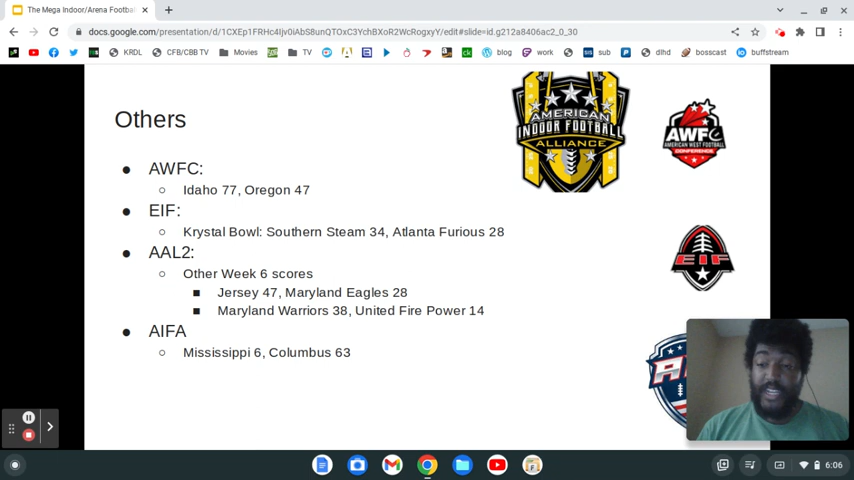 The Mega Indoor/Arena Footba
docs.google.com/presentation/d/1CXEp1FRHc4Ijv0iAbS8unQTOxC3YchBXoR2WcRogxyY/edit#slide=id.g212a8406ac2_0_30
KRDL
CFB/CBB TV
Movies
TV
blog
work
sub
dlhd
bosscast
buffstream
Others
AWFC:
Idaho 77, Oregon 47
EIF:
Krystal Bowl: Southern Steam 34, Atlanta Furious 28
AAL2:
Other Week 6 scores
Jersey 47, Maryland Eagles 28
Maryland Warriors 38, United Fire Power 14
AIFA
Mississippi 6, Columbus 63
AMERICAN
INDOOR FOOTBALL
ALLIANCE
AWFC
AMERICAN WEST FOOTBALL
CONFERENCE
EIF
6:06